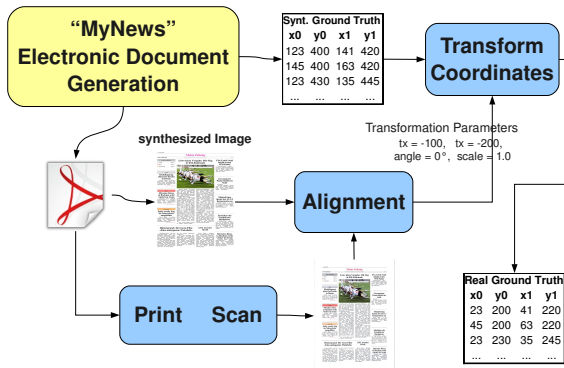 “MyNews”
Electronic Document
Generation
Synt. Ground Truth
x0 y0 x1 y1
123 400 141 420
145 400 163 420
123 430 135 445
... ... ... ...
Transform
Coordinates
Transformation Parameters
tx = -100, tx = -200,
angle = 0°, scale = 1.0
synthesized Image
Alignment
Print Scan
Real Ground Truth
x0 y0 x1 y1
23 200 41 220
45 200 63 220
23 230 35 245
... ... ... ...